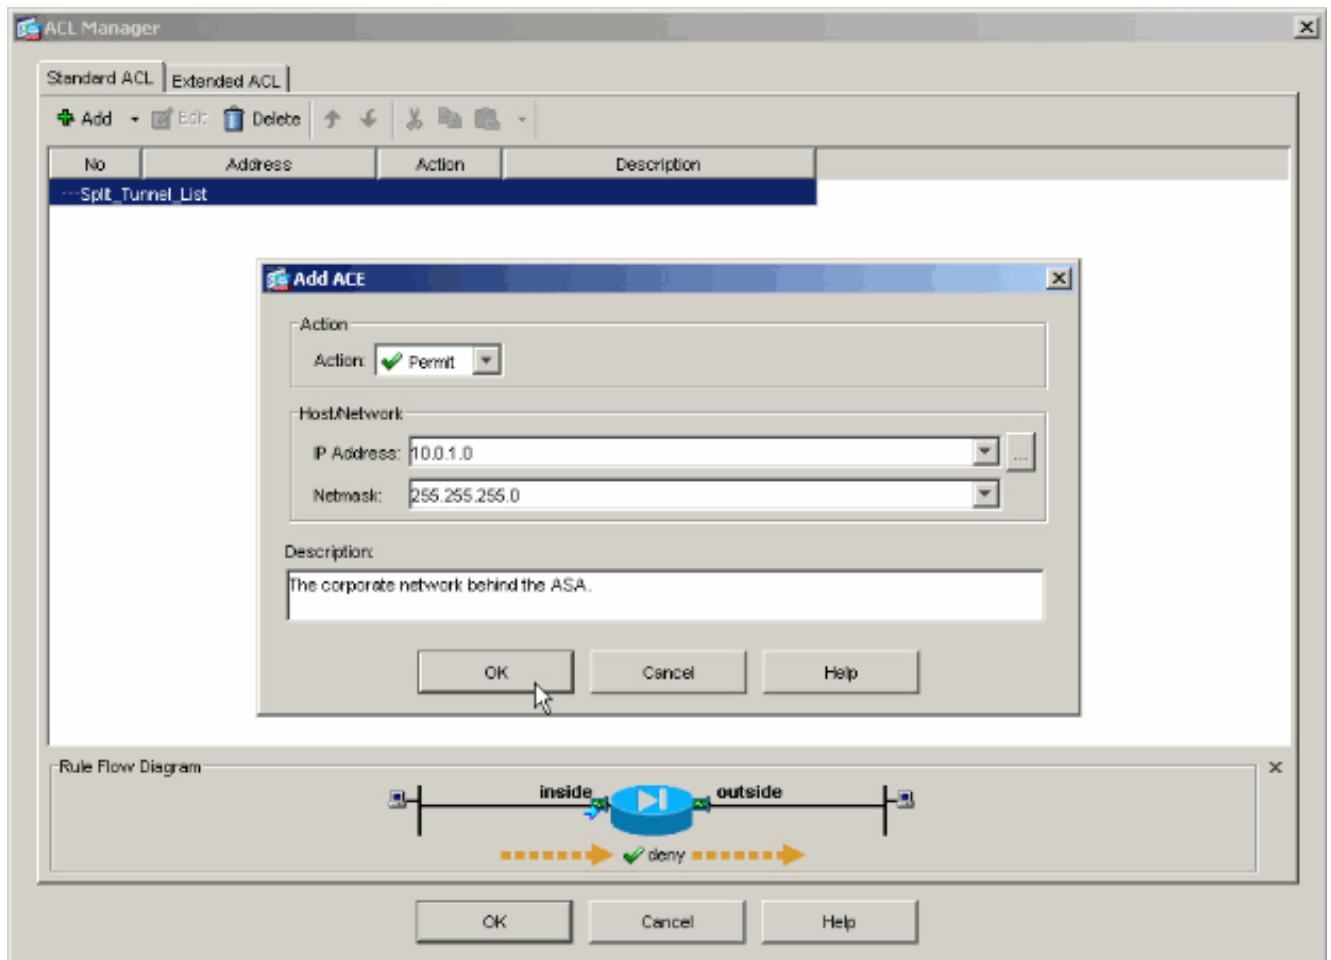 ACL Manager
Standard ACL Extended ACL
Add Edit Delete
No Address Action Description
---Split_Tunnel_List
Add ACE
Action
Action: Permit
Host/Network
IP Address: 10.0.1.0 ...
Netmask: 255.255.255.0
Description:
The corporate network behind the ASA.
OK Cancel Help
Rule Flow Diagram
inside outside
deny
OK Cancel Help